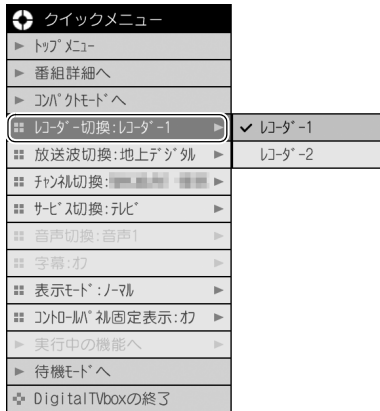 クイックメニュー
ﾄｯﾌﾟﾒﾆｭｰ
番組詳細へ
ｺﾝﾊﾟｸﾄﾓｰﾄﾞへ
ﾚｺｰﾀﾞｰ切換:ﾚｺｰﾀﾞｰ1
ﾚｺｰﾀﾞｰ1
放送波切換:地上ﾃﾞｼﾞﾀﾙ
ﾚｺｰﾀﾞｰ2
ﾁｬﾝﾈﾙ切換:
ｻｰﾋﾞｽ切換:ﾃﾚﾋﾞ
音声切換:音声1
字幕:ｵﾌ
表示ﾓｰﾄﾞ:ﾉｰﾏﾙ
ｺﾝﾄﾛｰﾙﾊﾟﾈﾙ固定表示:ｵﾌ
実行中の機能へ
待機ﾓｰﾄﾞへ
DigitalTVboxの終了